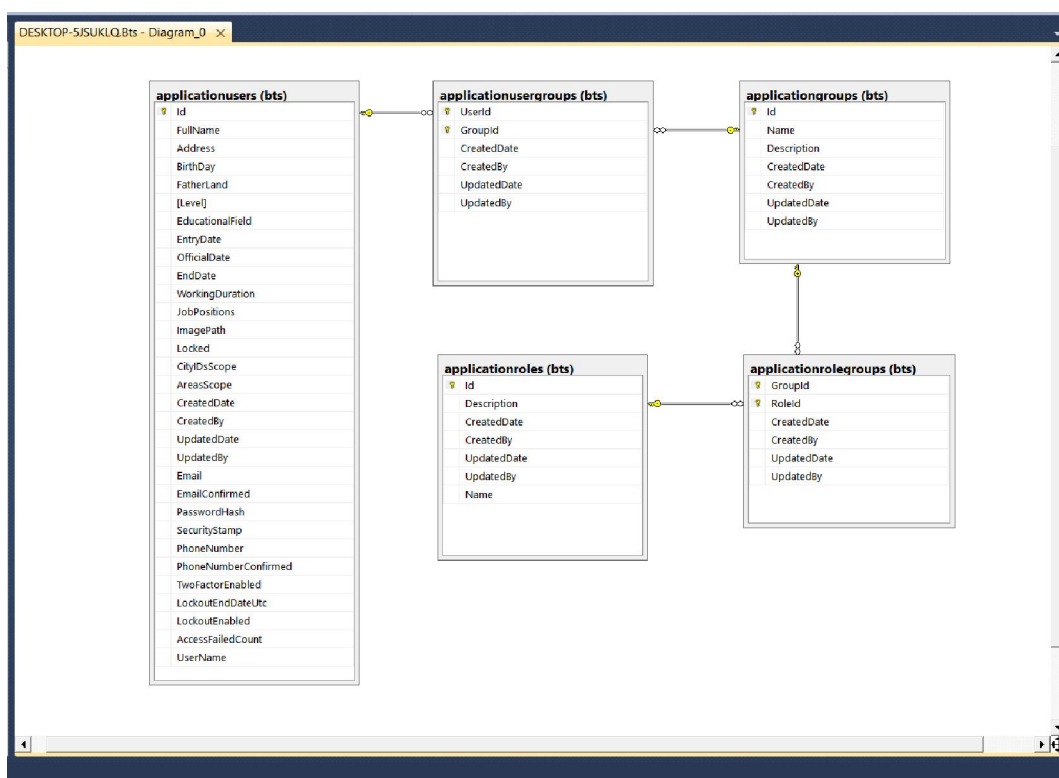 DESKTOP-5JSUKLQ.Bts - Diagram_0
applicationusers (bts)
Id
FullName
Address
BirthDay
FatherLand
[Level]
EducationalField
EntryDate
OfficialDate
EndDate
WorkingDuration
JobPositions
ImagePath
Locked
CityIDsScope
AreasScope
CreatedDate
CreatedBy
UpdatedDate
UpdatedBy
Email
EmailConfirmed
PasswordHash
SecurityStamp
PhoneNumber
PhoneNumberConfirmed
TwoFactorEnabled
LockoutEndDateUtc
LockoutEnabled
AccessFailedCount
UserName
applicationusergroups (bts)
UserId
GroupId
CreatedDate
CreatedBy
UpdatedDate
UpdatedBy
applicationgroups (bts)
Id
Name
Description
CreatedDate
CreatedBy
UpdatedDate
UpdatedBy
applicationroles (bts)
Id
Description
CreatedDate
CreatedBy
UpdatedDate
UpdatedBy
Name
applicationrolegroups (bts)
GroupId
RoleId
CreatedDate
CreatedBy
UpdatedDate
UpdatedBy